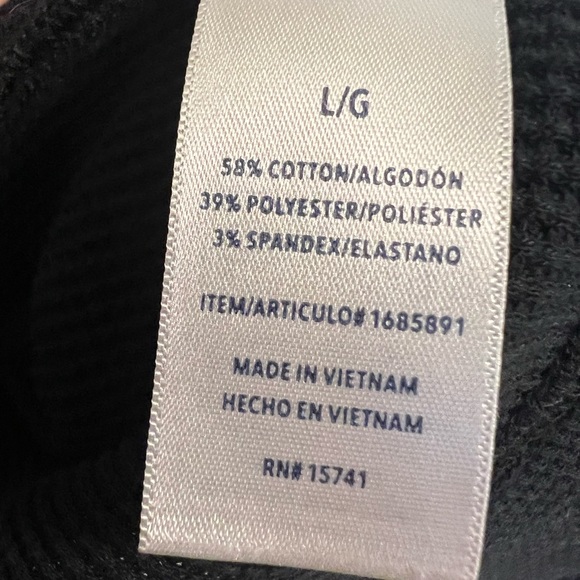 L/G
58% COTTON/ALGODÓN
39% POLYESTER/POLIÉSTER
3% SPANDEX/ELASTANO
ITEM/ARTICULO# 1685891
MADE IN VIETNAM
HECHO EN VIETNAM
RN# 15741